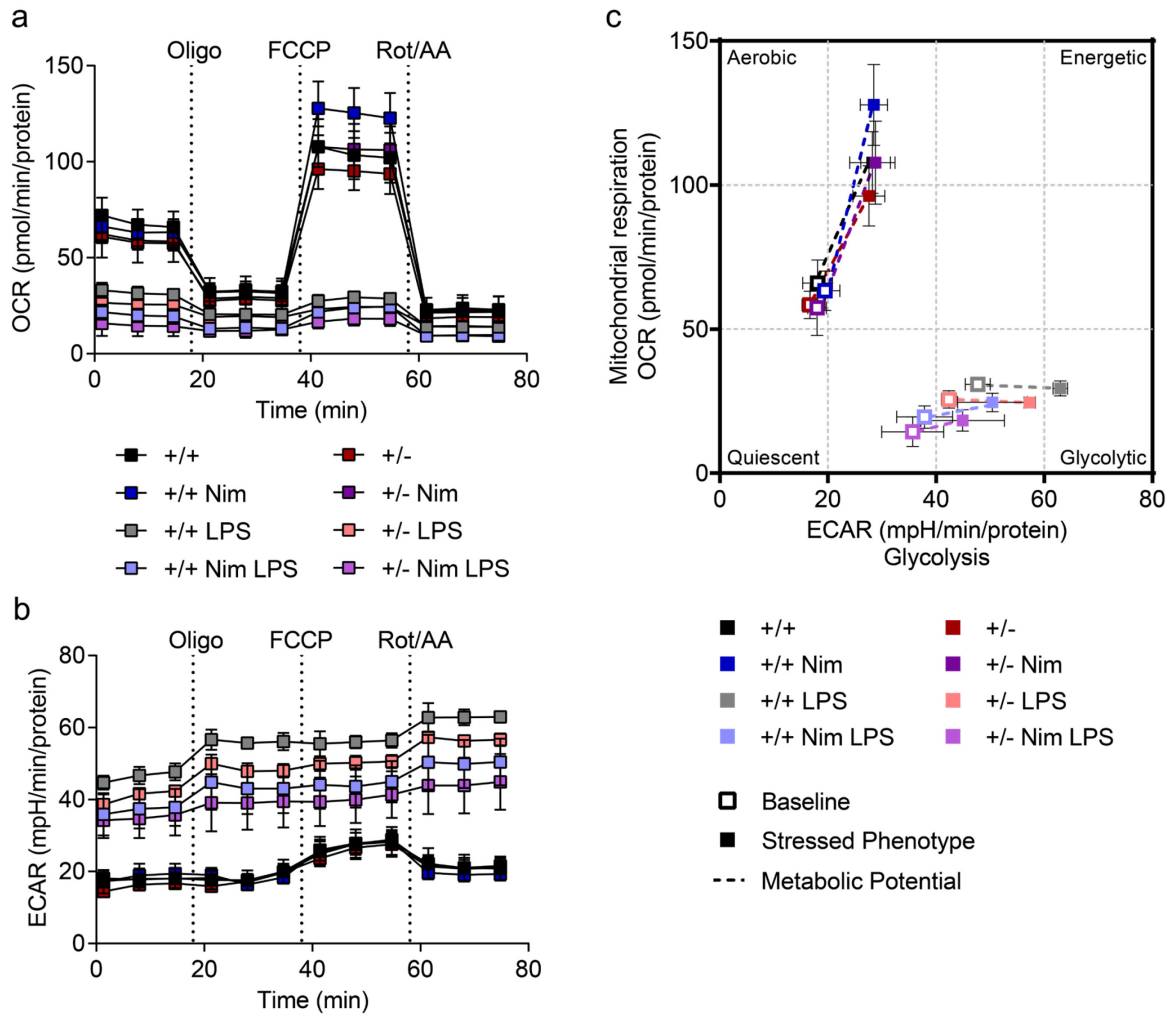 a
Oligo FCCP Rot/AA
150
100
50
0
OCR (pmol/min/protein)
0 20 40 60 80
Time (min)
+/+ +/-
+/+ Nim +/- Nim
+/+ LPS +/- LPS
+/+ Nim LPS +/- Nim LPS
b
Oligo FCCP Rot/AA
80
60
40
20
0
ECAR (mpH/min/protein)
0 20 40 60 80
Time (min)
c
150
100
50
0
Mitochondrial respiration
OCR (pmol/min/protein)
Aerobic Energetic
Quiescent Glycolytic
0 20 40 60 80
ECAR (mpH/min/protein)
Glycolysis
+/+ +/-
+/+ Nim +/- Nim
+/+ LPS +/- LPS
+/+ Nim LPS +/- Nim LPS
Baseline
Stressed Phenotype
Metabolic Potential